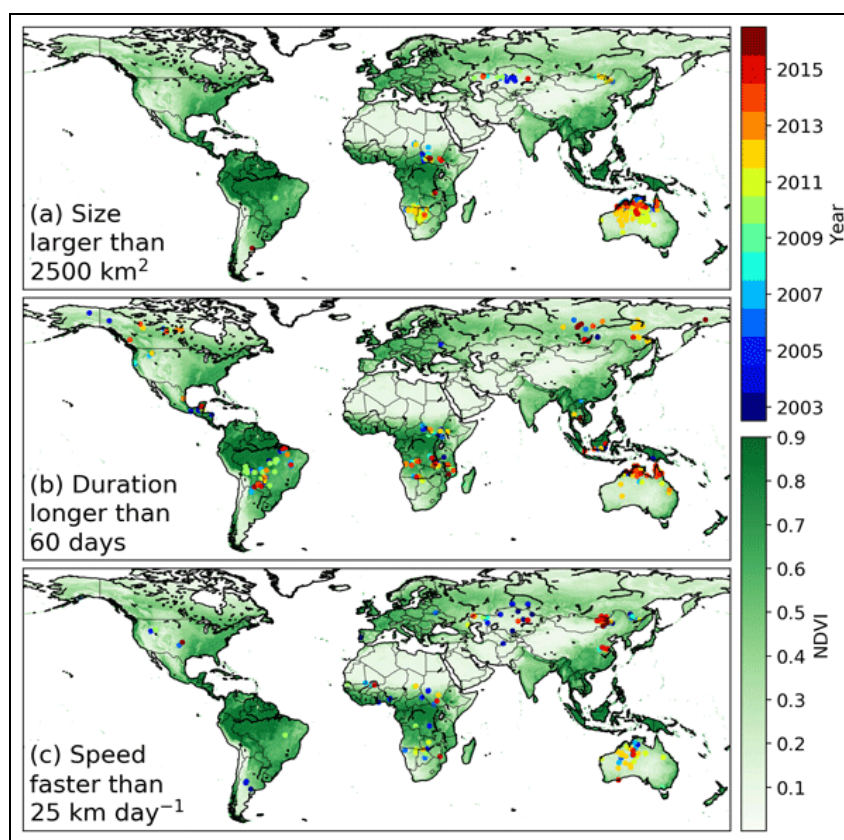 (a) Size
larger than
2500 km²
(b) Duration
longer than
60 days
(c) Speed
faster than
25 km day⁻¹
2015
2013
2011
2009
2007
2005
2003
Year
0.9
0.8
0.7
0.6
0.5
0.4
0.3
0.2
0.1
NDVI